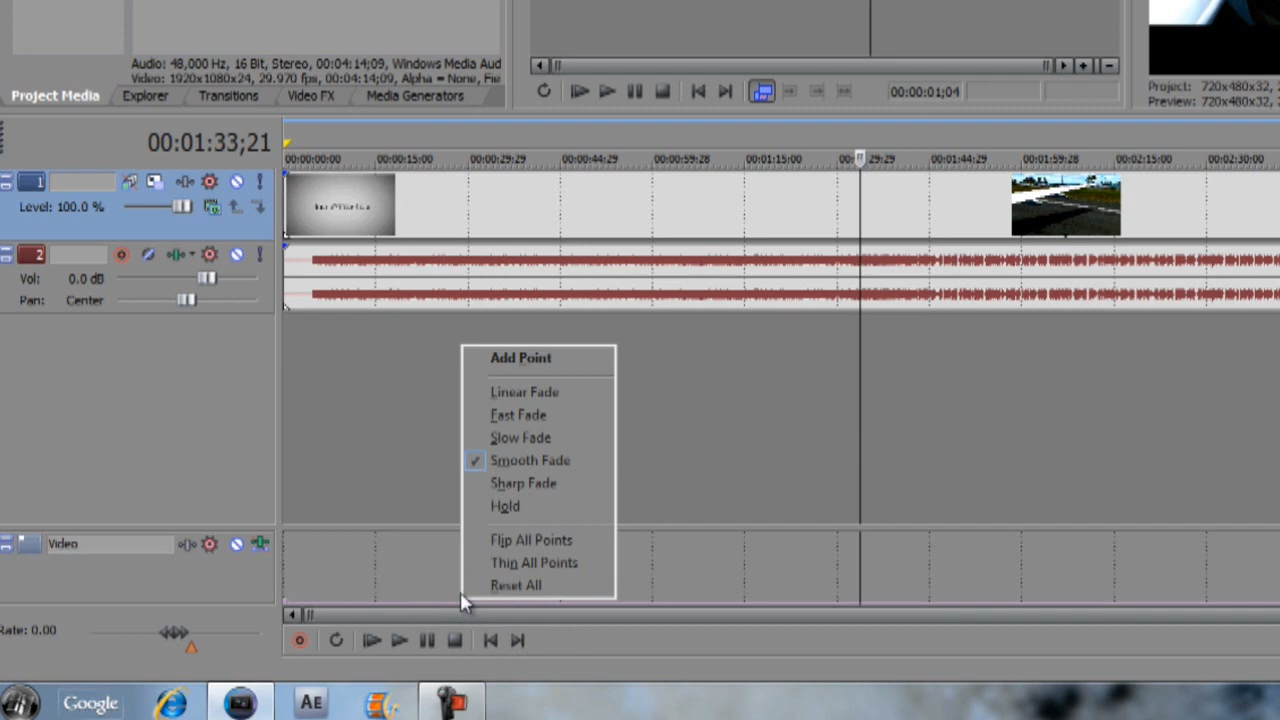 Audio: 48,000 Hz, 16 Bit, Stereo, 00:04:14;09, Windows Media Aud
Video: 1920x1080x24, 29.970 fps, 00:04:14;09, Alpha = None, Fie
Project Media Explorer Transitions Video FX Media Generators
00:00:01;04
Project: 720x480x32,
Preview: 720x480x32,
00:01:33;21
00:00:00:00 00:00:15:00 00:00:29:29 00:00:44:29 00:00:59:28 00:01:15:00 00: :29:29 00:01:44:29 00:01:59:28 00:02:15:00 00:02:30:00
1
Level: 100.0 %
2
Vol: 0.0 dB
Pan: Center
Add Point
Linear Fade
Fast Fade
Slow Fade
Smooth Fade
Sharp Fade
Hold
Flip All Points
Thin All Points
Reset All
Video
Rate: 0.00
Google
AE